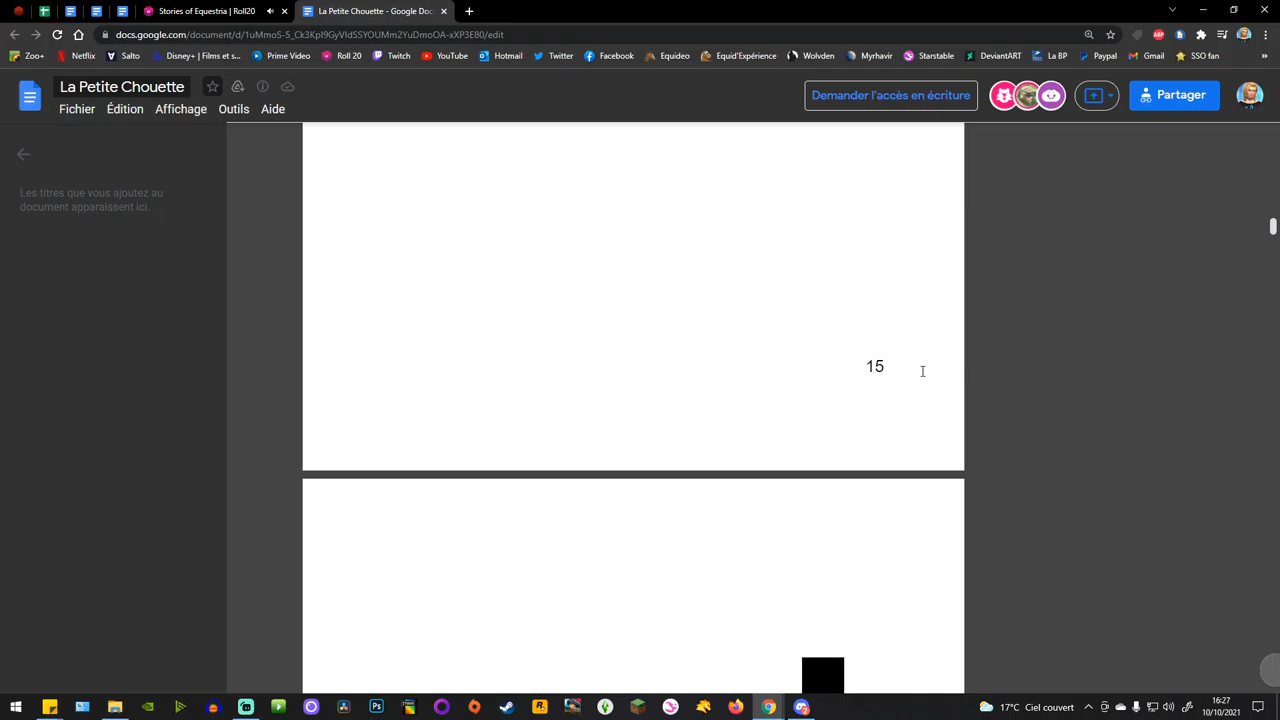 Stories of Equestria | Roll20
La Petite Chouette - Google Doc
docs.google.com/document/d/1uMmoS-5_Ck3KpI9GyVIdSSYOUMm2YuDmoOA-xXP3E80/edit
Zoo+ Netflix Salto Disney+ | Films et s... Prime Video Roll 20 Twitch YouTube Hotmail Twitter Facebook Equideo Equid'Expérience Wolvden Myrhavir Starstable DeviantART La BP Paypal Gmail SSO fan
La Petite Chouette
Fichier Édition Affichage Outils Aide
Demander l'accès en écriture
Partager
Les titres que vous ajoutez au
document apparaissent ici.
15
17°C Ciel couvert
16:27
10/10/2021